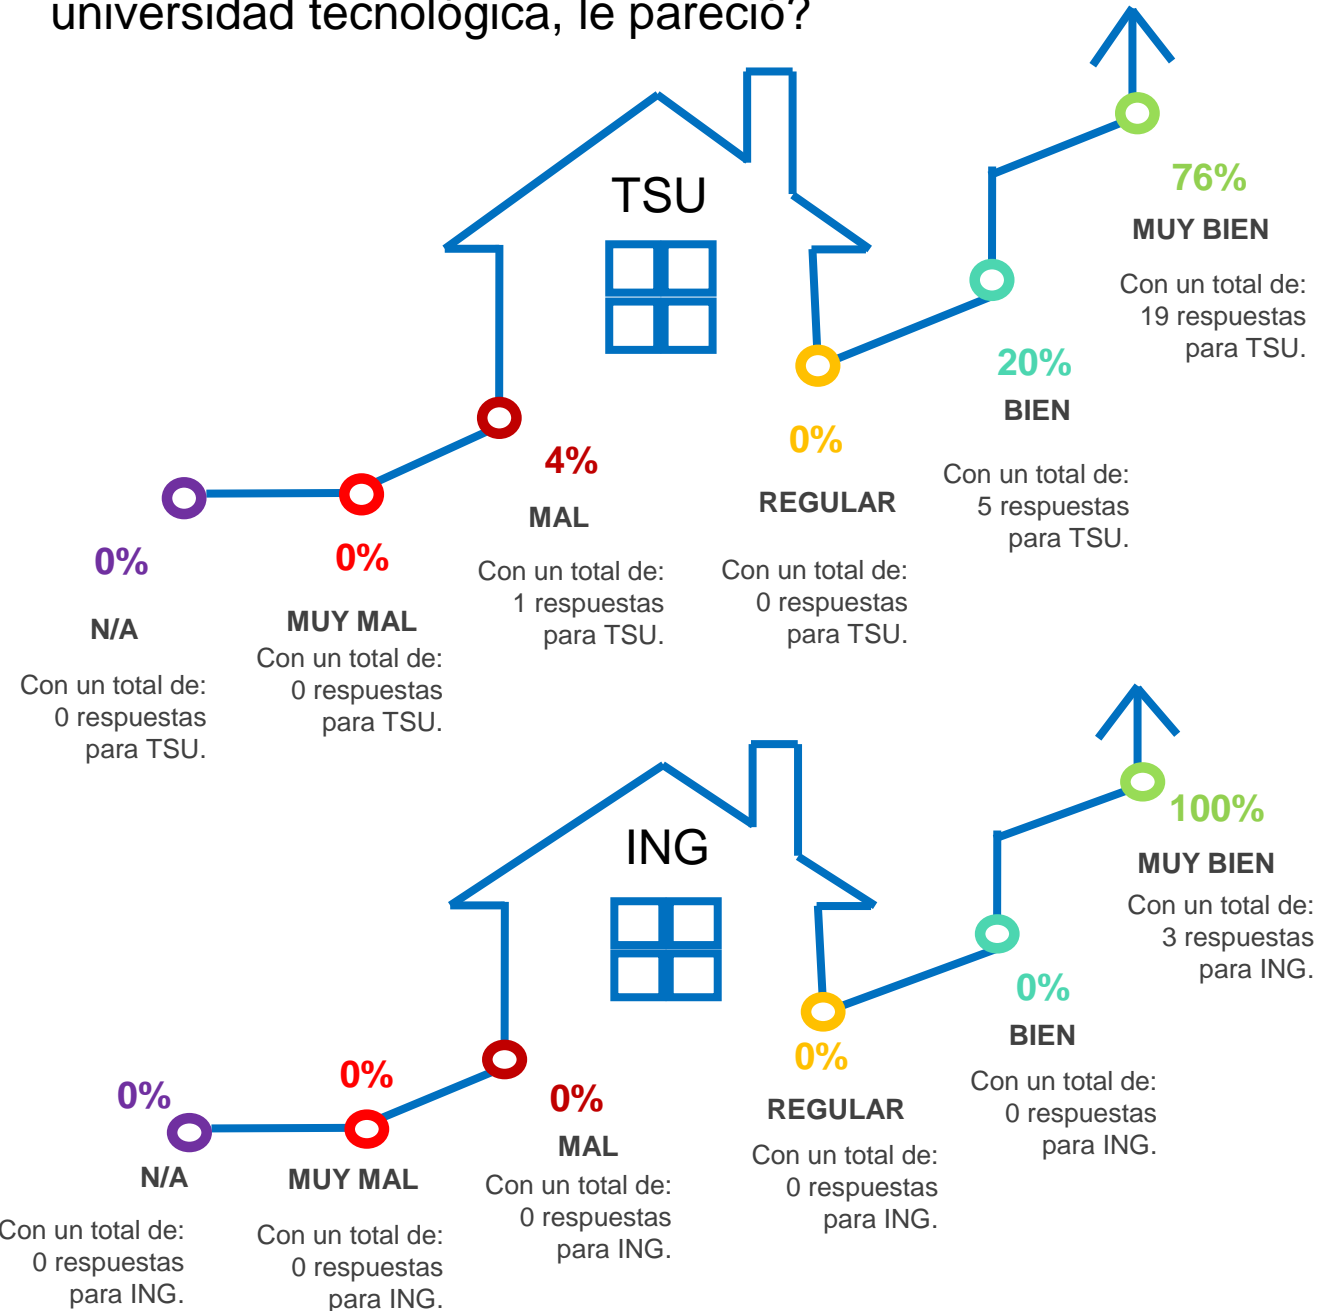 universidad tecnológica, le pareció?
TSU
76%
MUY BIEN
Con un total de:
19 respuestas
para TSU.
20%
BIEN
Con un total de:
5 respuestas
para TSU.
0%
REGULAR
Con un total de:
0 respuestas
para TSU.
4%
MAL
Con un total de:
1 respuestas
para TSU.
0%
MUY MAL
Con un total de:
0 respuestas
para TSU.
0%
N/A
Con un total de:
0 respuestas
para TSU.
ING
100%
MUY BIEN
Con un total de:
3 respuestas
para ING.
0%
BIEN
Con un total de:
0 respuestas
para ING.
0%
REGULAR
Con un total de:
0 respuestas
para ING.
0%
MAL
Con un total de:
0 respuestas
para ING.
0%
MUY MAL
Con un total de:
0 respuestas
para ING.
0%
N/A
Con un total de:
0 respuestas
para ING.